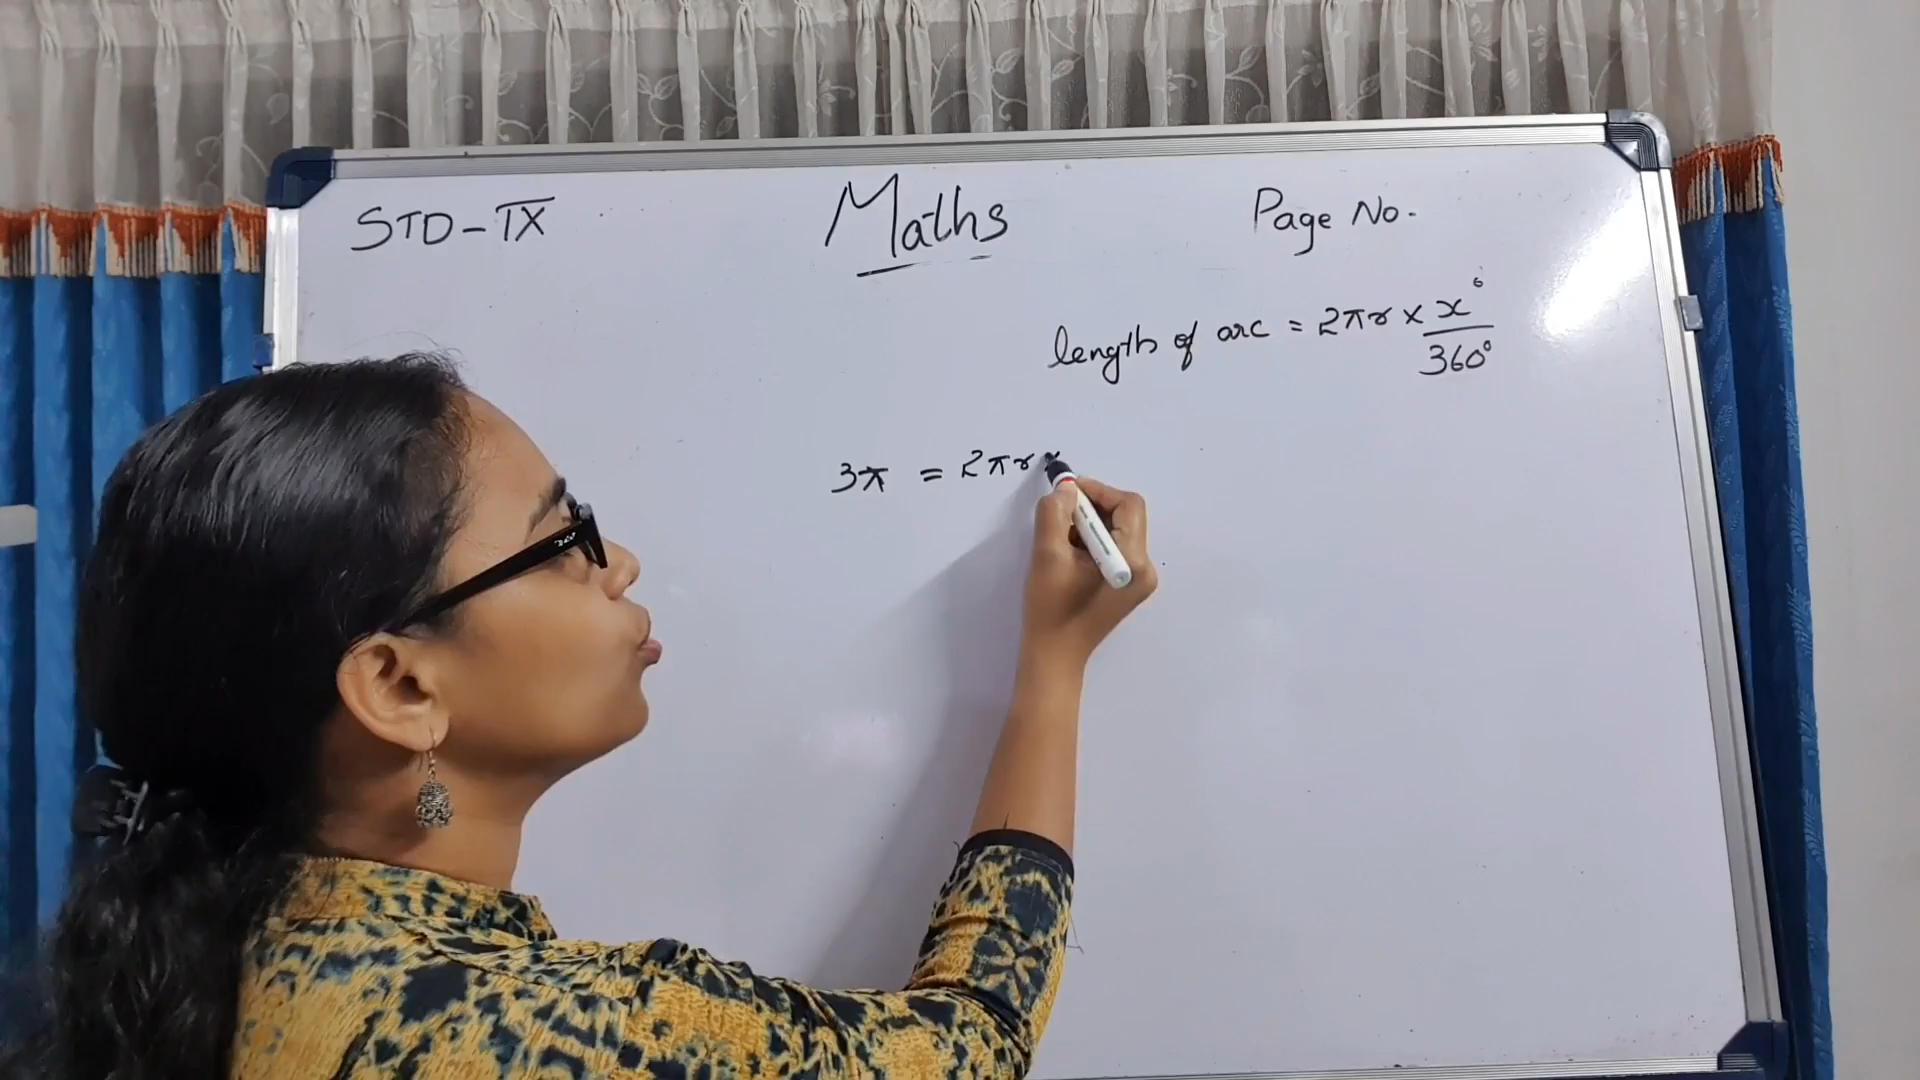 STD-IX
Maths
Page No.
length of arc = 2πr × x°/360°
3π = 2πr ×